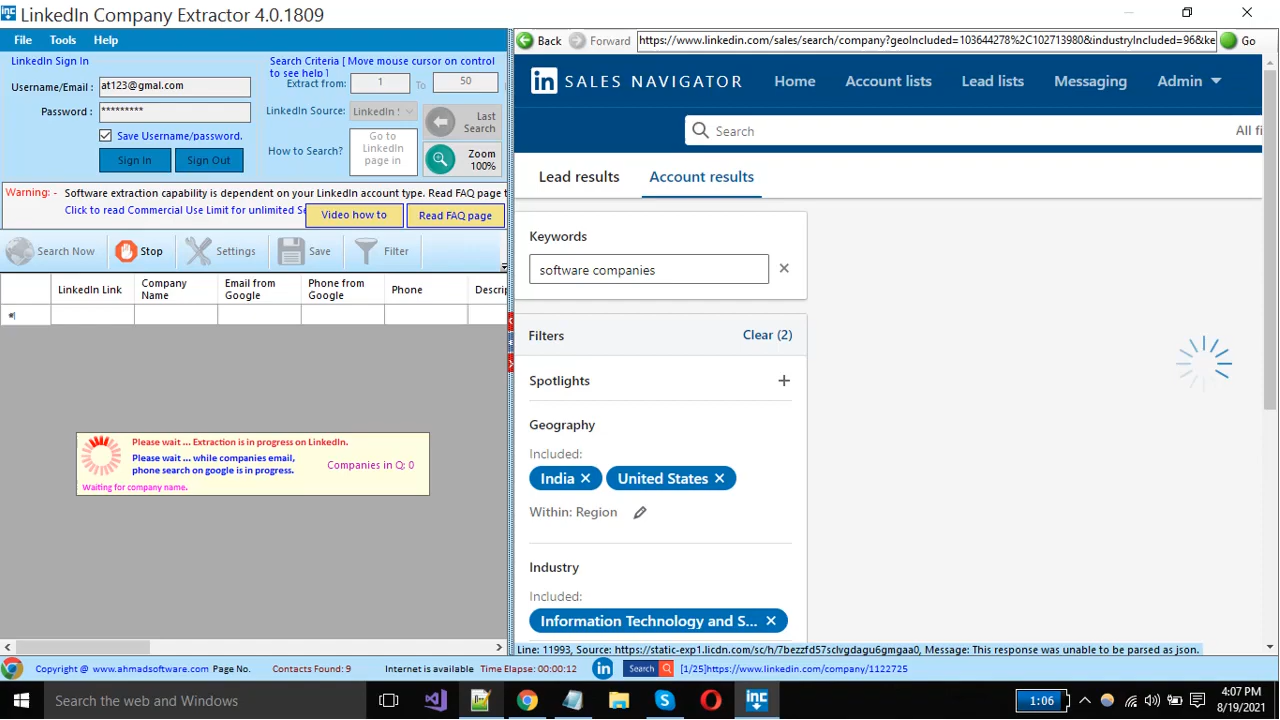 LinkedIn Company Extractor 4.0.1809
File Tools Help
LinkedIn Sign In
Username/Email : at123@gmal.com
Password : *********
Save Username/password.
Sign In Sign Out
Search Criteria [ Move mouse cursor on control
to see help ]
Extract from: 1 To 50
LinkedIn Source: LinkedIn
How to Search? Go to
LinkedIn
page in
Last
Search
Zoom
100%
Warning: - Software extraction capability is dependent on your LinkedIn account type. Read FAQ page t
Click to read Commercial Use Limit for unlimited Se
Video how to Read FAQ page
Search Now Stop Settings Save Filter
LinkedIn Link Company
Name Email from
Google Phone from
Google Phone Descri
Please wait ... Extraction is in progress on LinkedIn.
Please wait ... while companies email,
phone search on google is in progress.
Companies in Q: 0
Waiting for company name.
Back Forward https://www.linkedin.com/sales/search/company?geoIncluded=103644278%2C102713980&industryIncluded=96&ke Go
in SALES NAVIGATOR Home Account lists Lead lists Messaging Admin
Search All fi
Lead results Account results
Keywords
software companies ×
Filters Clear (2)
Spotlights +
Geography
Included:
India × United States ×
Within: Region
Industry
Included:
Information Technology and S... ×
Line: 11993, Source: https://static-exp1.licdn.com/sc/h/7bezzfd57sclvgdagu6gmgaa0, Message: This response was unable to be parsed as json.
Copyright @ www.ahmadsoftware.com Page No. Contacts Found: 9 Internet is available Time Elapse: 00:00:12 in Search [1/25]https://www.linkedin.com/company/1122725
Search the web and Windows
1:06
4:07 PM
8/19/2021